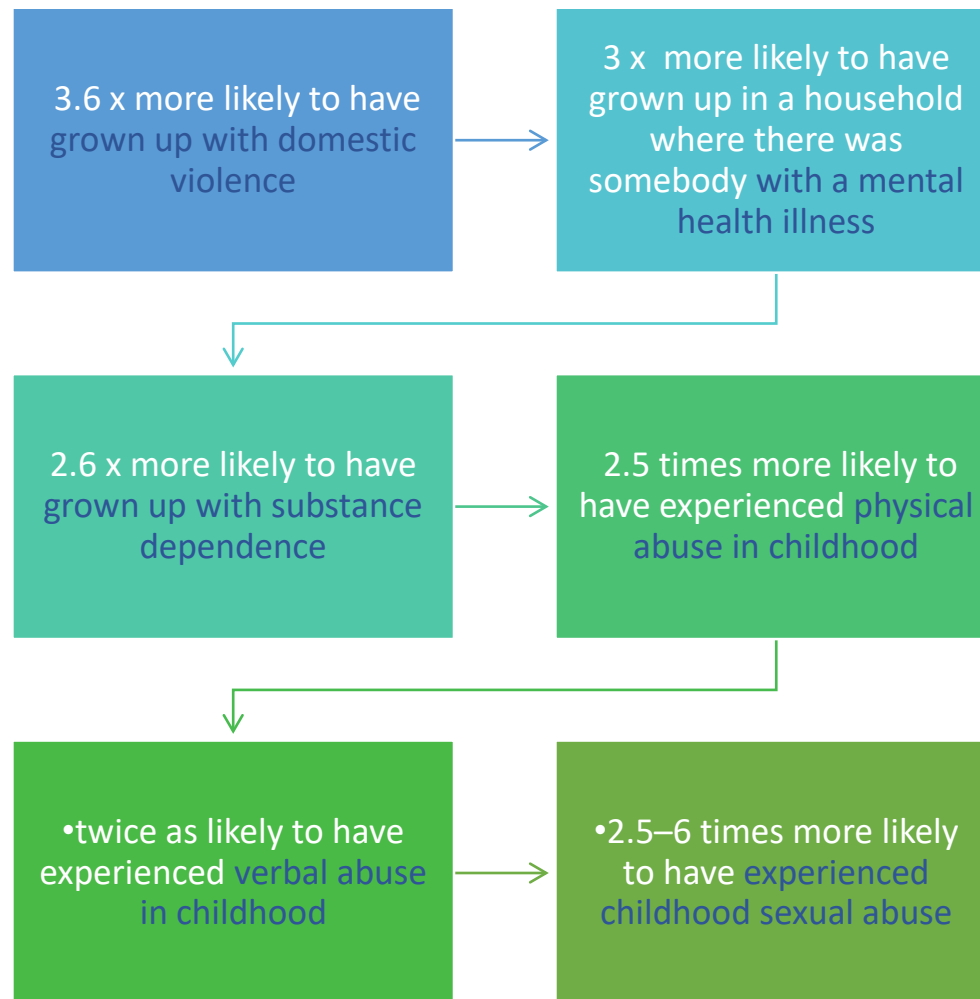 3.6 x more likely to have
grown up with domestic
violence
3 x  more likely to have
grown up in a household
where there was
somebody with a mental
health illness
2.6 x more likely to have
grown up with substance
dependence
2.5 times more likely to
have experienced physical
abuse in childhood
•twice as likely to have
experienced verbal abuse
in childhood
•2.5–6 times more likely
to have experienced
childhood sexual abuse